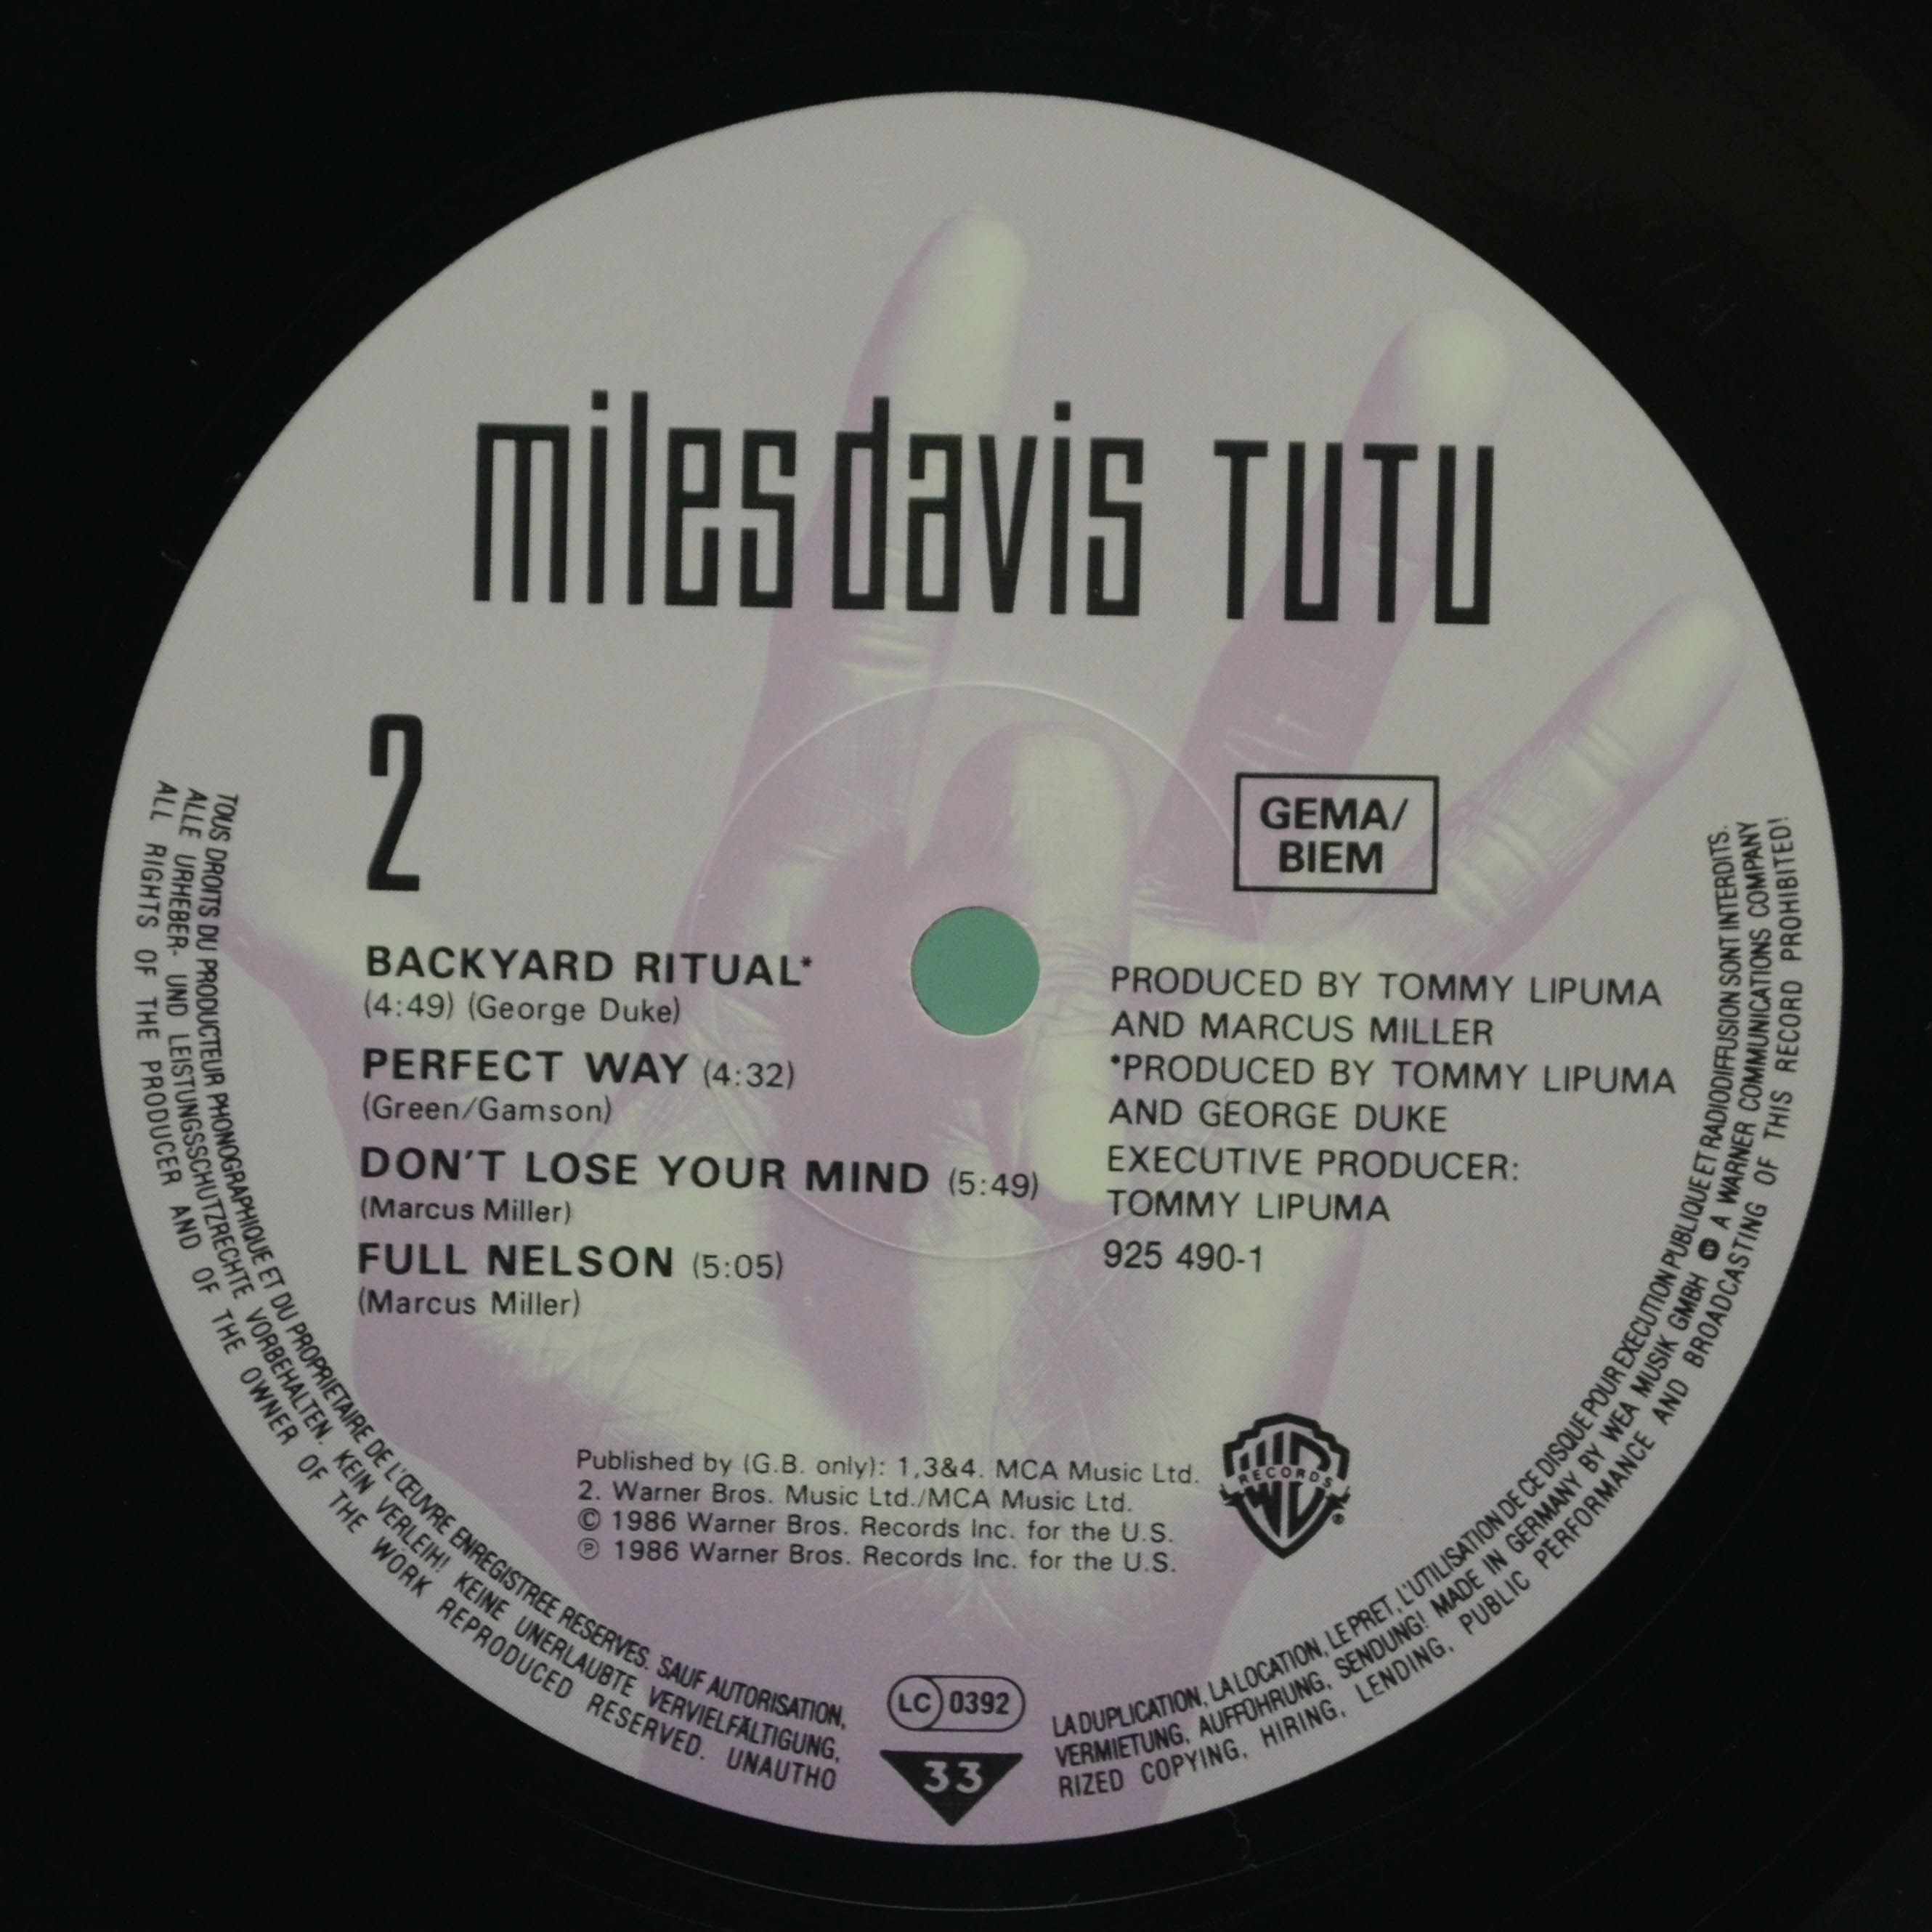 miles davis TUTU
2
GEMA/
BIEM
BACKYARD RITUAL*
(4:49) (George Duke)
PERFECT WAY (4:32)
(Green/Gamson)
DON'T LOSE YOUR MIND (5:49)
(Marcus Miller)
FULL NELSON (5:05)
(Marcus Miller)
PRODUCED BY TOMMY LIPUMA
AND MARCUS MILLER
*PRODUCED BY TOMMY LIPUMA
AND GEORGE DUKE
EXECUTIVE PRODUCER:
TOMMY LIPUMA
925 490-1
Published by (G.B. only): 1,3&4. MCA Music Ltd.
2. Warner Bros. Music Ltd./MCA Music Ltd.
© 1986 Warner Bros. Records Inc. for the U.S.
℗ 1986 Warner Bros. Records Inc. for the U.S.
WB RECORDS ®
TOUS DROITS DU PRODUCTEUR PHONOGRAPHIQUE ET DU PROPRIETAIRE DE L'ŒUVRE ENREGISTREE RESERVES. SAUF AUTORISATION, LA DUPLICATION, LA LOCATION, LE PRET, L'UTILISATION DE CE DISQUE POUR EXECUTION PUBLIQUE ET RADIODIFFUSION SONT INTERDITS.
ALLE URHEBER- UND LEISTUNGSSCHUTZRECHTE VORBEHALTEN. KEIN VERLEIH! KEINE UNERLAUBTE VERVIELFÄLTIGUNG, VERMIETUNG, AUFFÜHRUNG, SENDUNG! MADE IN GERMANY BY WEA MUSIK GMBH A WARNER COMMUNICATIONS COMPANY
ALL RIGHTS OF THE PRODUCER AND OF THE OWNER OF THE WORK REPRODUCED RESERVED. UNAUTHORIZED COPYING, HIRING, LENDING, PUBLIC PERFORMANCE AND BROADCASTING OF THIS RECORD PROHIBITED!
LC 0392
33